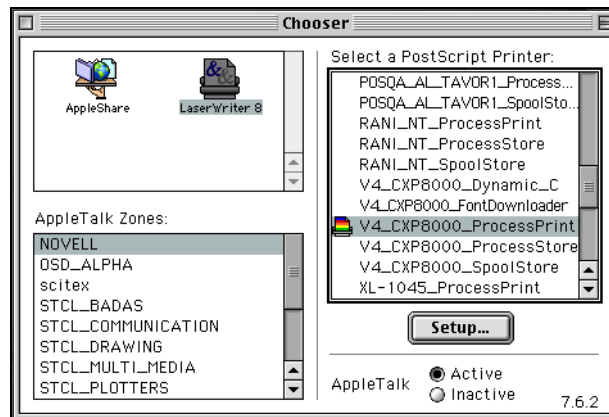 Chooser
AppleShare
LaserWriter 8
AppleTalk Zones:
NOVELL
OSD_ALPHA
scitex
STCL_BADAS
STCL_COMMUNICATION
STCL_DRAWING
STCL_MULTI_MEDIA
STCL_PLOTTERS
Select a PostScript Printer:
POSQA_AL_TAVOR1_Process...
POSQA_AL_TAVOR1_SpoolSto...
RANI_NT_ProcessPrint
RANI_NT_ProcessStore
RANI_NT_SpoolStore
V4_CXP8000_Dynamic_C
V4_CXP8000_FontDownloader
V4_CXP8000_ProcessPrint
V4_CXP8000_ProcessStore
V4_CXP8000_SpoolStore
XL-1045_ProcessPrint
Setup...
AppleTalk
Active
Inactive
7.6.2